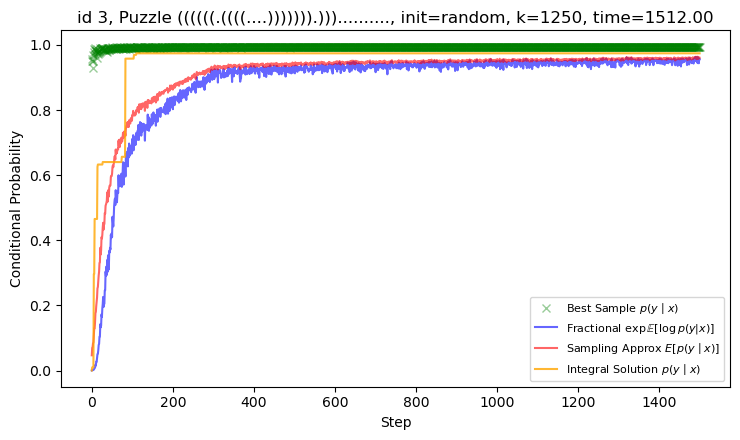 id 3, Puzzle ((((((.((((....))))))).)))..........., init=random, k=1250, time=1512.00
Conditional Probability
1.0
0.8
0.6
0.4
0.2
0.0
0
200
400
600
800
1000
1200
1400
Step
Best Sample p(y | x)
Fractional exp𝔼[log p(y|x)]
Sampling Approx E[p(y | x)]
Integral Solution p(y | x)